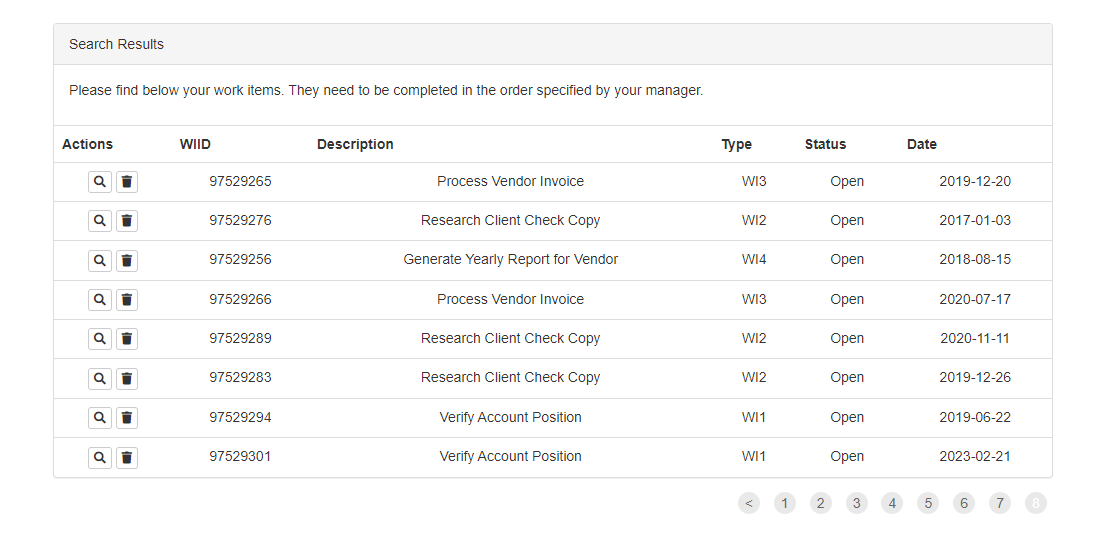 Search Results
Please find below your work items. They need to be completed in the order specified by your manager.
Actions WIID Description Type Status Date
97529265 Process Vendor Invoice WI3 Open 2019-12-20
97529276 Research Client Check Copy WI2 Open 2017-01-03
97529256 Generate Yearly Report for Vendor WI4 Open 2018-08-15
97529266 Process Vendor Invoice WI3 Open 2020-07-17
97529289 Research Client Check Copy WI2 Open 2020-11-11
97529283 Research Client Check Copy WI2 Open 2019-12-26
97529294 Verify Account Position WI1 Open 2019-06-22
97529301 Verify Account Position WI1 Open 2023-02-21
< 1 2 3 4 5 6 7 8